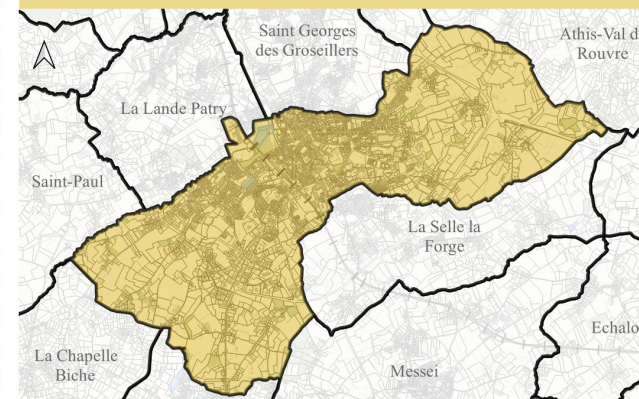 Saint Georges
des Groseillers
Athis-Val d
Rouvre
La Lande Patry
Saint-Paul
La Selle la
Forge
La Chapelle
Biche
Messei
Echalo